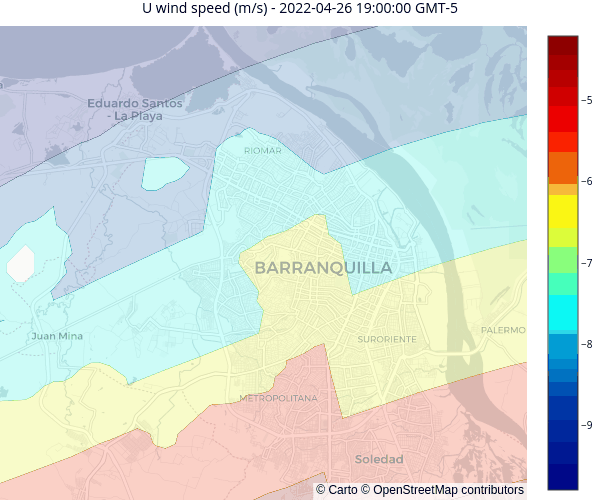 U wind speed (m/s) - 2022-04-26 19:00:00 GMT-5
Eduardo Santos
- La Playa
RIOMAR
BARRANQUILLA
Juan Mina
SURORIENTE
PALERMO
METROPOLITANA
Soledad
© Carto © OpenStreetMap contributors
−5
−6
−7
−8
−9